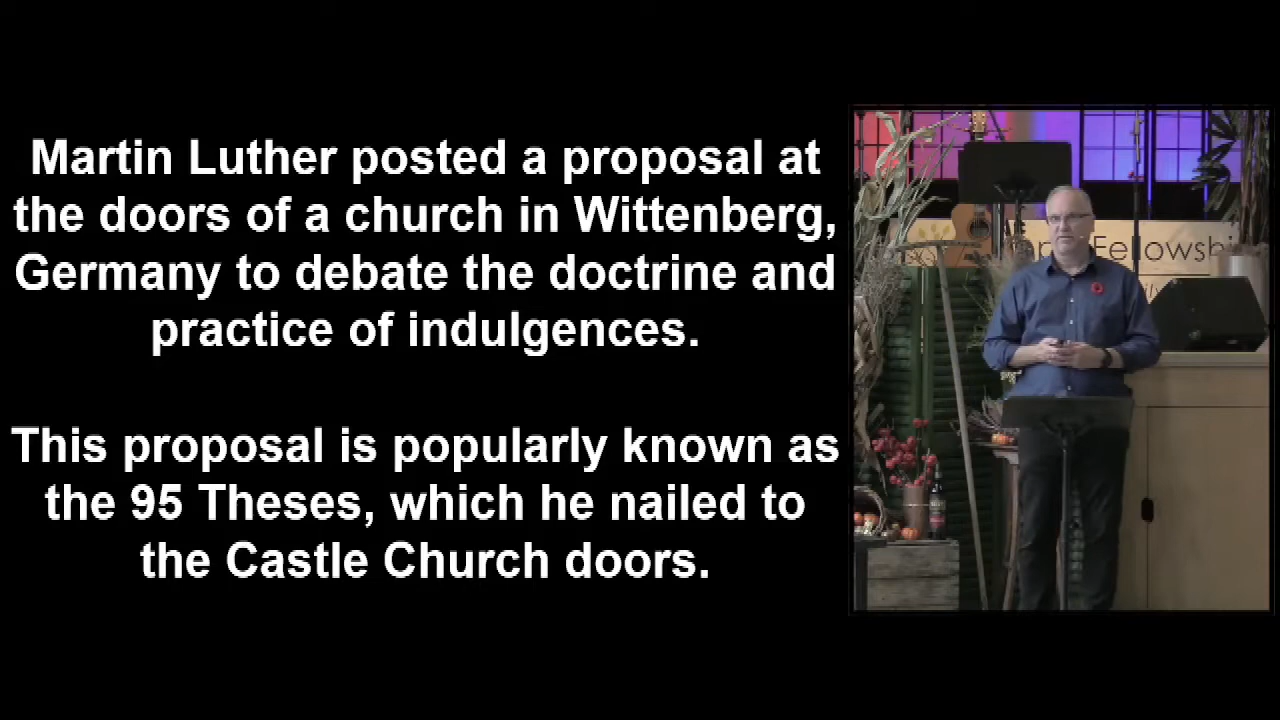 Martin Luther posted a proposal at
the doors of a church in Wittenberg,
Germany to debate the doctrine and
practice of indulgences.
This proposal is popularly known as
the 95 Theses, which he nailed to
the Castle Church doors.